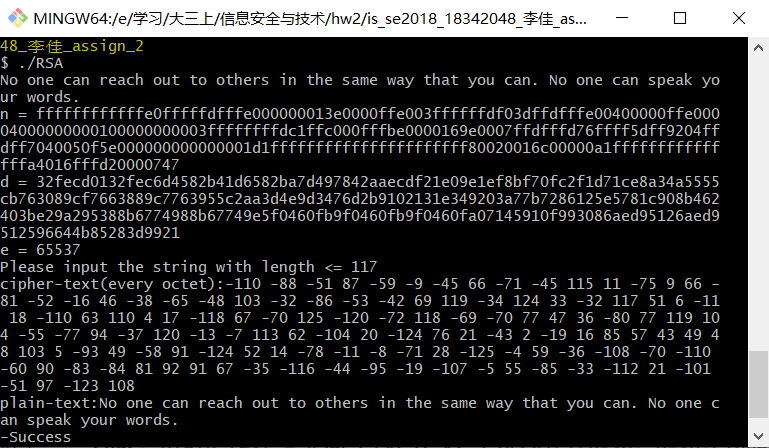 MINGW64:/e/学习/大三上/信息安全与技术/hw2/is_se2018_18342048_李佳_as...
48_李佳_assign_2
$ ./RSA
No one can reach out to others in the same way that you can. No one can speak yo
ur words.
n = ffffffffffffe0fffffdfffe000000013e0000ffe003ffffffdf03dffdfffe00400000ffe000
04000000000100000000003fffffffffdc1ffc000fffbe0000169e0007ffdfffd76ffff5dff9204ff
dff7040050f5e000000000000001d1ffffffffffffffffffffffff80020016c00000a1ffffffffffff
fffa4016fffd20000747
d = 32fecd0132fec6d4582b41d6582ba7d497842aaecdf21e09e1ef8bf70fc2f1d71ce8a34a5555
cb763089cf7663889c7763955c2aa3d4e9d3476d2b9102131e349203a77b7286125e5781c908b462
403be29a295388b6774988b67749e5f0460fb9f0460fb9f0460fa07145910f993086aed95126aed9
512596644b85283d9921
e = 65537
Please input the string with length <= 117
cipher-text(every octet):-110 -88 -51 87 -59 -9 -45 66 -71 -45 115 11 -75 9 66 -
81 -52 -16 46 -38 -65 -48 103 -32 -86 -53 -42 69 119 -34 124 33 -32 117 51 6 -11
 18 -110 63 110 4 17 -118 67 -70 125 -120 -72 118 -69 -70 77 47 36 -80 77 119 10
4 -55 -77 94 -37 120 -13 -7 113 62 -104 20 -124 76 21 -43 2 -19 16 85 57 43 49 4
8 103 5 -93 49 -58 91 -124 52 14 -78 -11 -8 -71 28 -125 -4 59 -36 -108 -70 -110 
-60 90 -83 -84 81 92 91 67 -35 -116 -44 -95 -19 -107 -5 55 -85 -33 -112 21 -101 
-51 97 -123 108
plain-text:No one can reach out to others in the same way that you can. No one c
an speak your words.
-Success